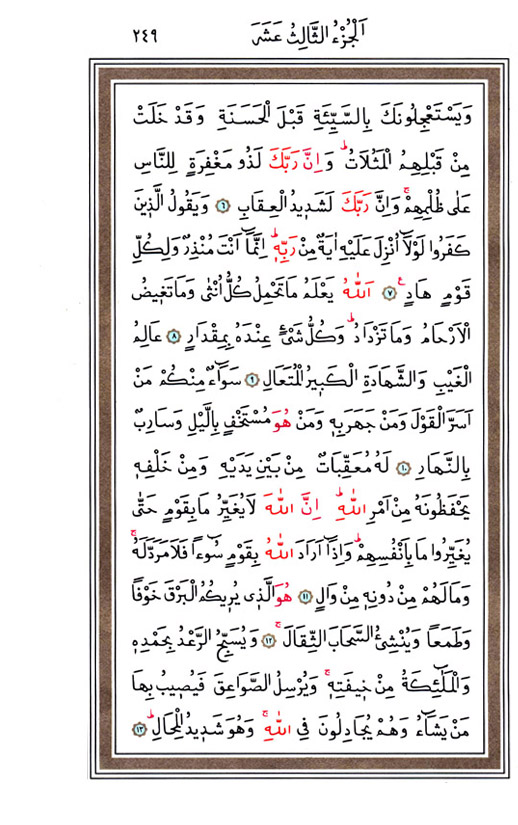 اَلْجُزْءُ الثَّالِثُ عَشَرَ ٢٤٩
وَيَسْتَعْجِلُونَكَ بِالسَّيِّئَةِ قَبْلَ الْحَسَنَةِ وَقَدْ خَلَتْ
مِنْ قَبْلِهِمُ الْمَثُلَاتُۜ وَاِنَّ رَبَّكَ لَذُو مَغْفِرَةٍ لِلنَّاسِ
عَلٰى ظُلْمِهِمْۚ وَاِنَّ رَبَّكَ لَشَدِيدُ الْعِقَابِ ﴿٦﴾ وَيَقُولُ الَّذِينَ
كَفَرُوا لَوْلَٓا اُنْزِلَ عَلَيْهِ اٰيَةٌ مِنْ رَبِّهٖۜ اِنَّمَٓا اَنْتَ مُنْذِرٌ وَلِكُلِّ
قَوْمٍ هَادٍ۟ ﴿٧﴾ اَللّٰهُ يَعْلَمُ مَا تَحْمِلُ كُلُّ اُنْثٰى وَمَا تَغٖيضُ
الْاَرْحَامُ وَمَا تَزْدَادُۜ وَكُلُّ شَيْءٍ عِنْدَهُ بِمِقْدَارٍ ﴿٨﴾ عَالِمُ
الْغَيْبِ وَالشَّهَادَةِ الْكَبٖيرُ الْمُتَعَالِ ﴿٩﴾ سَوَٓاءٌ مِنْكُمْ مَنْ
اَسَرَّ الْقَوْلَ وَمَنْ جَهَرَ بِهٖ وَمَنْ هُوَ مُسْتَخْفٍ بِالَّيْلِ وَسَارِبٌ
بِالنَّهَارِ ﴿١٠﴾ لَهُ مُعَقِّبَاتٌ مِنْ بَيْنِ يَدَيْهِ وَمِنْ خَلْفِهٖ
يَحْفَظُونَهُ مِنْ اَمْرِ اللّٰهِۜ اِنَّ اللّٰهَ لَا يُغَيِّرُ مَا بِقَوْمٍ حَتّٰى
يُغَيِّرُوا مَا بِاَنْفُسِهِمْۜ وَاِذَٓا اَرَادَ اللّٰهُ بِقَوْمٍ سُٓوءًا فَلَا مَرَدَّ لَهُۚ
وَمَا لَهُمْ مِنْ دُونِهٖ مِنْ وَالٍ ﴿١١﴾ هُوَ الَّذٖي يُرٖيكُمُ الْبَرْقَ خَوْفًا
وَطَمَعًا وَيُنْشِئُ السَّحَابَ الثِّقَالَۚ ﴿١٢﴾ وَيُسَبِّحُ الرَّعْدُ بِحَمْدِهٖ
وَالْمَلٰٓئِكَةُ مِنْ خٖيفَتِهٖۚ وَيُرْسِلُ الصَّوَاعِقَ فَيُصٖيبُ بِهَا
مَنْ يَشَٓاءُ وَهُمْ يُجَادِلُونَ فِي اللّٰهِۚ وَهُوَ شَدٖيدُ الْمِحَالِۜ ﴿١٣﴾